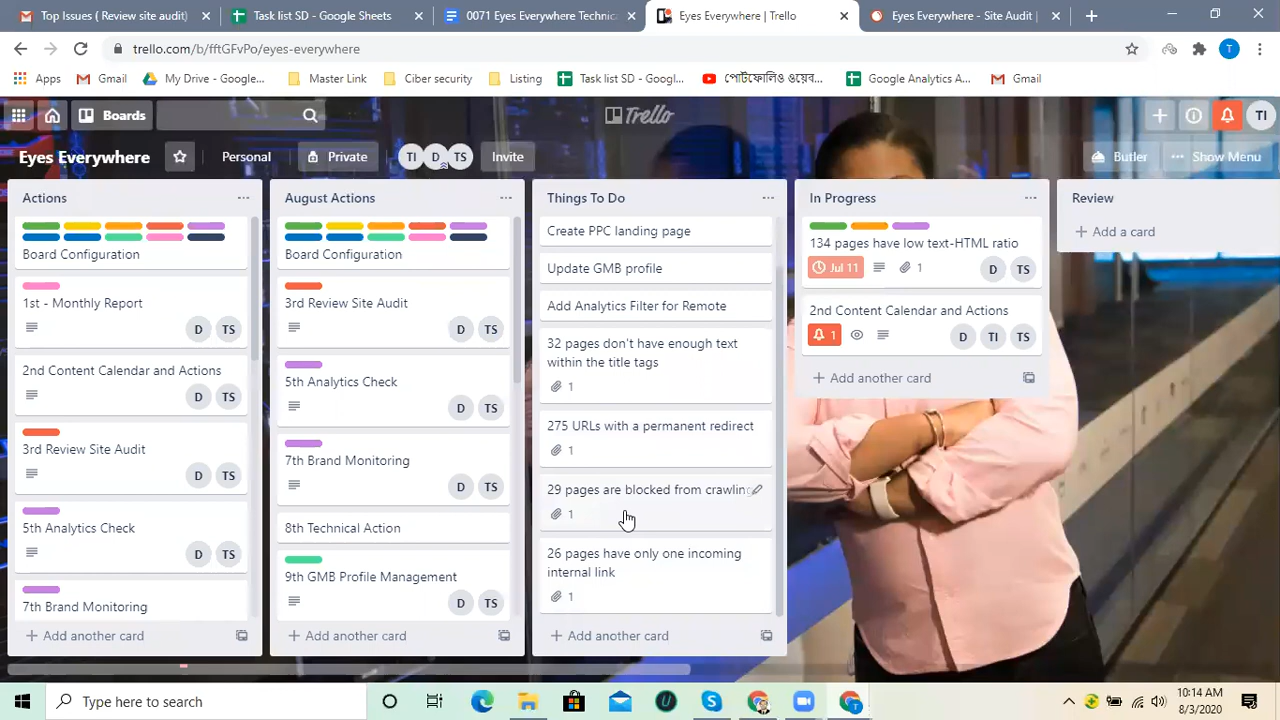 Top Issues ( Review site audit)
Task list SD - Google Sheets
0071 Eyes Everywhere Technic
Eyes Everywhere | Trello
Eyes Everywhere - Site Audit |
trello.com/b/fftGFvPo/eyes-everywhere
T
Apps
Gmail
My Drive - Google...
Master Link
Ciber security
Listing
Task list SD - Googl...
পোর্টফোলিও ওয়েব...
Google Analytics A...
Gmail
Boards
Trello
TI
Eyes Everywhere
Personal
Private
TI
D
TS
Invite
Butler
Show Menu
Actions
Board Configuration
1st - Monthly Report
D
TS
2nd Content Calendar and Actions
D
TS
3rd Review Site Audit
D
TS
5th Analytics Check
D
TS
7th Brand Monitoring
Add another card
August Actions
Board Configuration
3rd Review Site Audit
D
TS
5th Analytics Check
D
TS
7th Brand Monitoring
D
TS
8th Technical Action
9th GMB Profile Management
D
TS
Add another card
Things To Do
Create PPC landing page
Update GMB profile
Add Analytics Filter for Remote
32 pages don't have enough text
within the title tags
1
275 URLs with a permanent redirect
1
29 pages are blocked from crawling
1
26 pages have only one incoming
internal link
1
Add another card
In Progress
134 pages have low text-HTML ratio
Jul 11
1
D
TS
2nd Content Calendar and Actions
1
D
TI
TS
Add another card
Review
Add a card
Type here to search
10:14 AM
8/3/2020